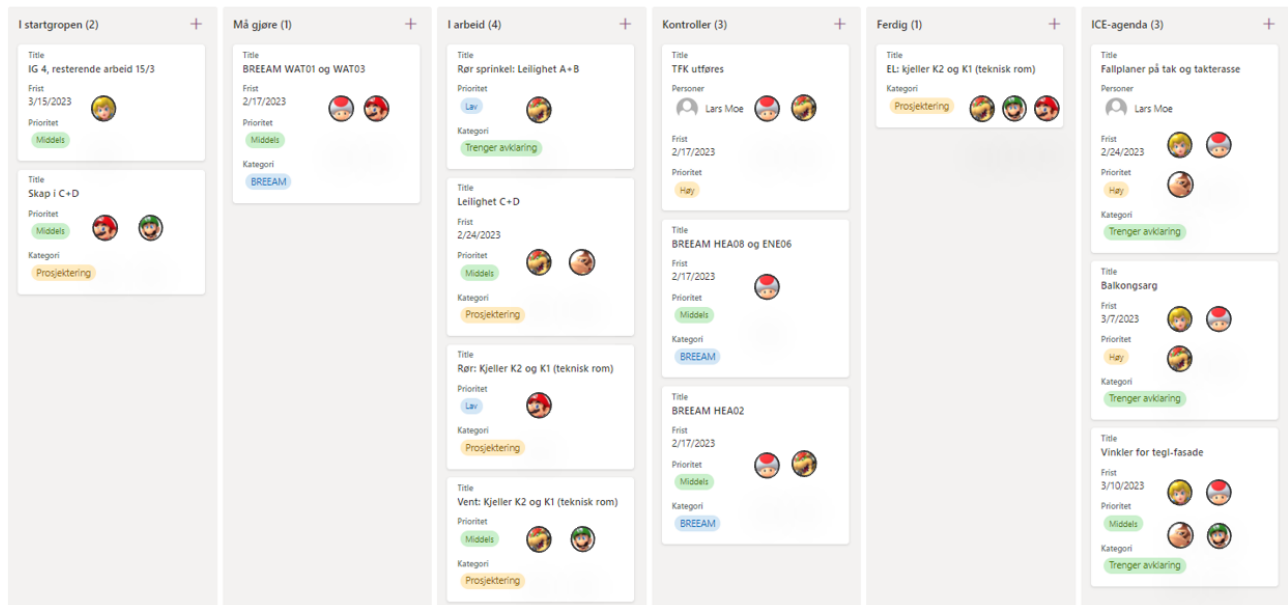 I startgropen (2)
Title
IG 4, resterende arbeid 15/3
Frist
3/15/2023
Prioritet
Middels
Title
Skap i C+D
Prioritet
Middels
Kategori
Prosjektering
Må gjøre (1)
Title
BREEAM WAT01 og WAT03
Frist
2/17/2023
Prioritet
Middels
Kategori
BREEAM
I arbeid (4)
Title
Rør sprinkel: Leilighet A+B
Prioritet
Lav
Kategori
Trenger avklaring
Title
Leilighet C+D
Frist
2/24/2023
Prioritet
Middels
Kategori
Prosjektering
Title
Rør: Kjeller K2 og K1 (teknisk rom)
Prioritet
Lav
Kategori
Prosjektering
Title
Vent: Kjeller K2 og K1 (teknisk rom)
Prioritet
Middels
Kategori
Prosjektering
Kontroller (3)
Title
TFK utføres
Personer
Lars Moe
Frist
2/17/2023
Prioritet
Høy
Title
BREEAM HEA08 og ENE06
Frist
2/17/2023
Prioritet
Middels
Kategori
BREEAM
Title
BREEAM HEA02
Frist
2/17/2023
Prioritet
Middels
Kategori
BREEAM
Ferdig (1)
Title
EL: kjeller K2 og K1 (teknisk rom)
Kategori
Prosjektering
ICE-agenda (3)
Title
Fallplaner på tak og takterasse
Personer
Lars Moe
Frist
2/24/2023
Prioritet
Høy
Kategori
Trenger avklaring
Title
Balkongsarg
Frist
3/7/2023
Prioritet
Høy
Kategori
Trenger avklaring
Title
Vinkler for tegl-fasade
Frist
3/10/2023
Prioritet
Middels
Kategori
Trenger avklaring